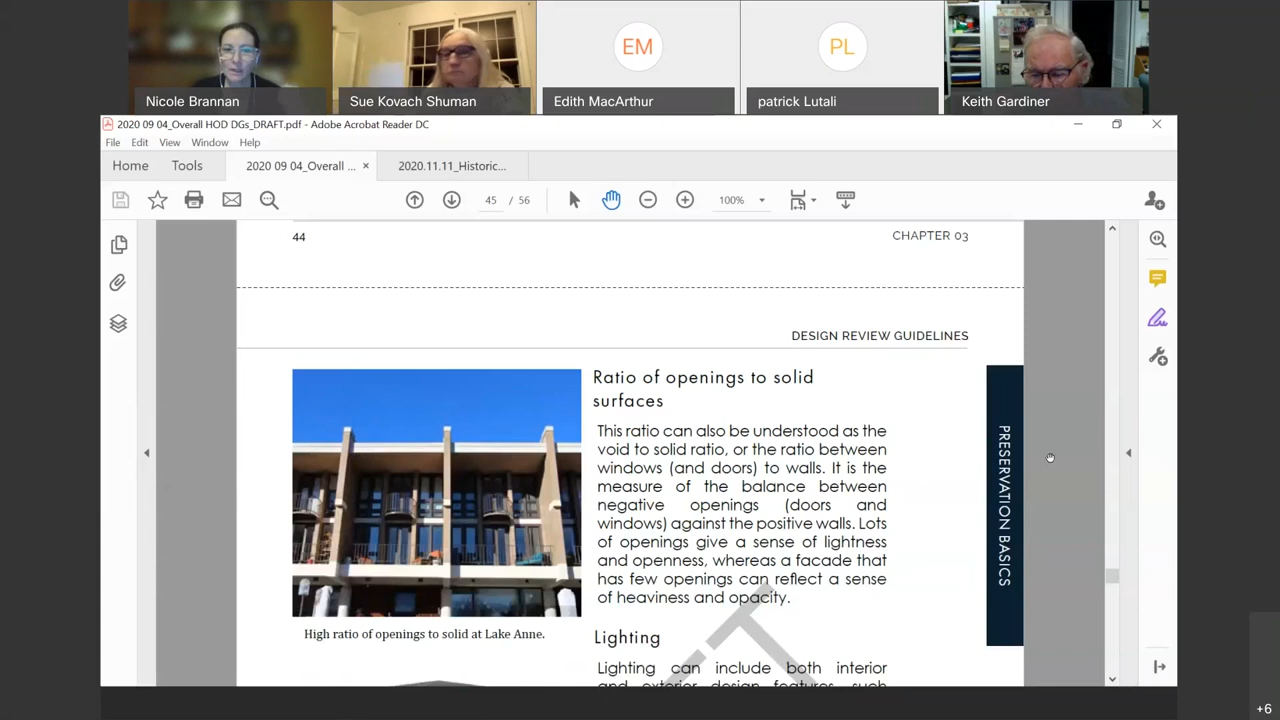 EM
PL
Nicole Brannan
Sue Kovach Shuman
Edith MacArthur
patrick Lutali
Keith Gardiner
2020 09 04_Overall HOD DGs_DRAFT.pdf - Adobe Acrobat Reader DC
File Edit View Window Help
Home Tools 2020 09 04_Overall ... × 2020.11.11_Historic...
45 / 56 100%
44
CHAPTER 03
DESIGN REVIEW GUIDELINES
Ratio of openings to solid
surfaces
This ratio can also be understood as the
void to solid ratio, or the ratio between
windows (and doors) to walls. It is the
measure of the balance between
negative openings (doors and
windows) against the positive walls. Lots
of openings give a sense of lightness
and openness, whereas a facade that
has few openings can reflect a sense
of heaviness and opacity.
High ratio of openings to solid at Lake Anne.
Lighting
Lighting can include both interior
and exterior design features, such
PRESERVATION BASICS
+6